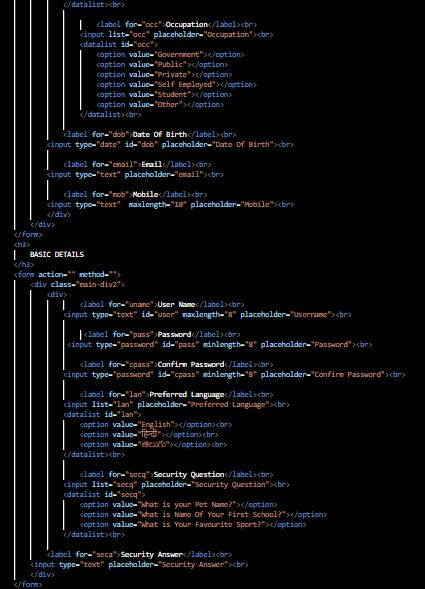 </datalist><br>
<label for="occ">Occupation</label><br>
<input list="occ" placeholder="Occupation"><br>
<datalist id="occ">
<option value="Government"></option>
<option value="Public"></option>
<option value="Private"></option>
<option value="Self Employed"></option>
<option value="Student"></option>
<option value="Other"></option>
</datalist><br>
<label for="dob">Date Of Birth</label><br>
<input type="date" id="dob" placeholder="Date Of Birth"><br>
<label for="email">Email</label><br>
<input type="text" placeholder="email"><br>
<label for="mob">Mobile</label><br>
<input type="text"  maxlength="10" placeholder="Mobile"><br>
</div>
</div>
</form>
<h3>
BASIC DETAILS
</h3>
<form action="" method="">
<div class="main-div2">
<div>
<label for="uname">User Name</label><br>
<input type="text" id="user" maxlength="8" placeholder="Username"><br>
<label for="pass">Password</label><br>
<input type="password" id="pass" minlength="8" placeholder="Password"><br>
<label for="cpass">Confirm Password</label><br>
<input type="password" id="cpass" minlength="8" placeholder="Confirm Password"><br>
<label for="lan">Preferred Language</label><br>
<input list="lan" placeholder="Preferred Language"><br>
<datalist id="lan">
<option value="English"></option><br>
<option value="हिन्दी"></option><br>
<option value="తెలుగు"></option><br>
</datalist><br>
<label for="secq">Security Question</label><br>
<input list="secq" placeholder="Security Question"><br>
<datalist id="secq">
<option value="What is your Pet Name?"></option>
<option value="What is Name Of Your First School?"></option>
<option value="What is Your Favourite Sport?"></option>
</datalist><br>
<label for="seca">Security Answer</label><br>
<input type="text" placeholder="Security Answer"><br>
</div>
</form>